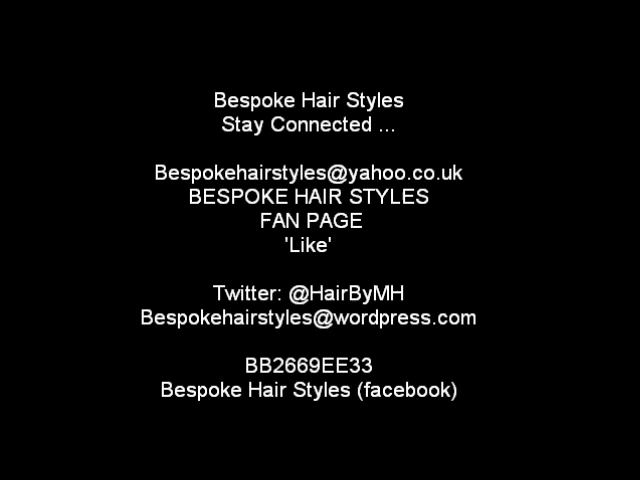 Bespoke Hair Styles
Stay Connected ...
Bespokehairstyles@yahoo.co.uk
BESPOKE HAIR STYLES
FAN PAGE
'Like'
Twitter: @HairByMH
Bespokehairstyles@wordpress.com
BB2669EE33
Bespoke Hair Styles (facebook)